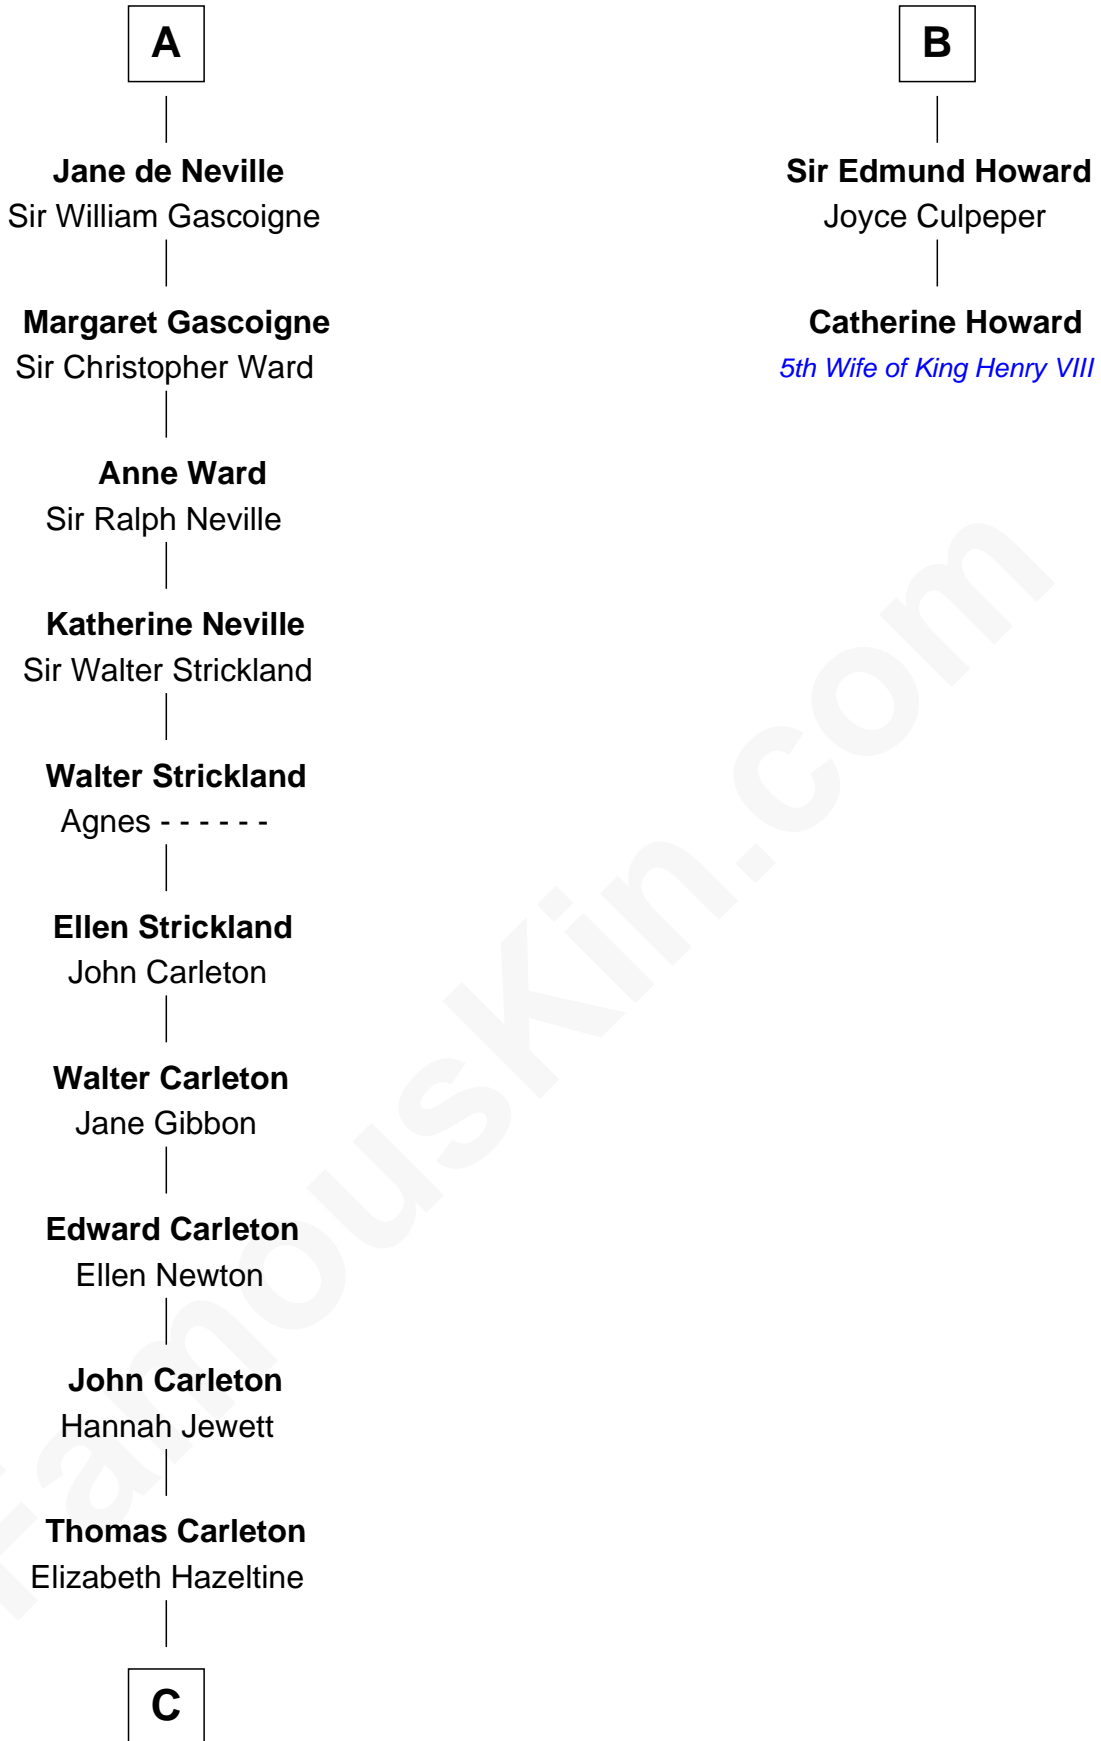 A
Jane de Neville
Sir William Gascoigne
Margaret Gascoigne
Sir Christopher Ward
Anne Ward
Sir Ralph Neville
Katherine Neville
Sir Walter Strickland
Walter Strickland
Agnes - - - - - -
Ellen Strickland
John Carleton
Walter Carleton
Jane Gibbon
Edward Carleton
Ellen Newton
John Carleton
Hannah Jewett
Thomas Carleton
Elizabeth Hazeltine
C
B
Sir Edmund Howard
Joyce Culpeper
Catherine Howard
5th Wife of King Henry VIII
FamousKin.com